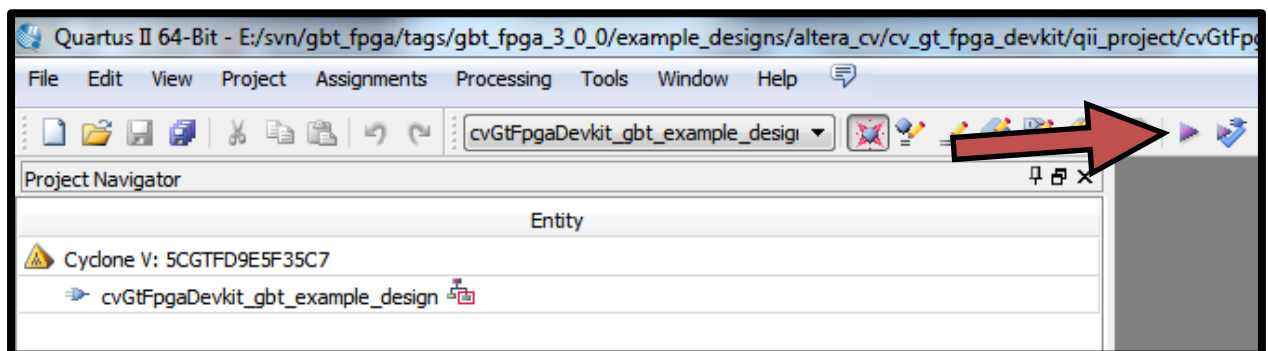 Quartus II 64-Bit - E:/svn/gbt_fpga/tags/gbt_fpga_3_0_0/example_designs/altera_cv/cv_gt_fpga_devkit/qii_project/cvGtFpg
File Edit View Project Assignments Processing Tools Window Help
cvGtFpgaDevkit_gbt_example_desig
Project Navigator
Entity
Cyclone V: 5CGTFD9E5F35C7
cvGtFpgaDevkit_gbt_example_design